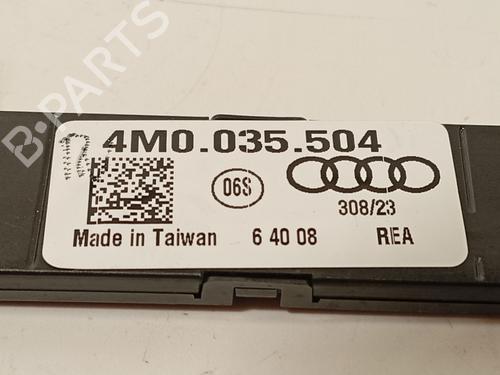 4M0.035.504
06S
308/23
Made in Taiwan 6 40 08 REA
B-PARTS